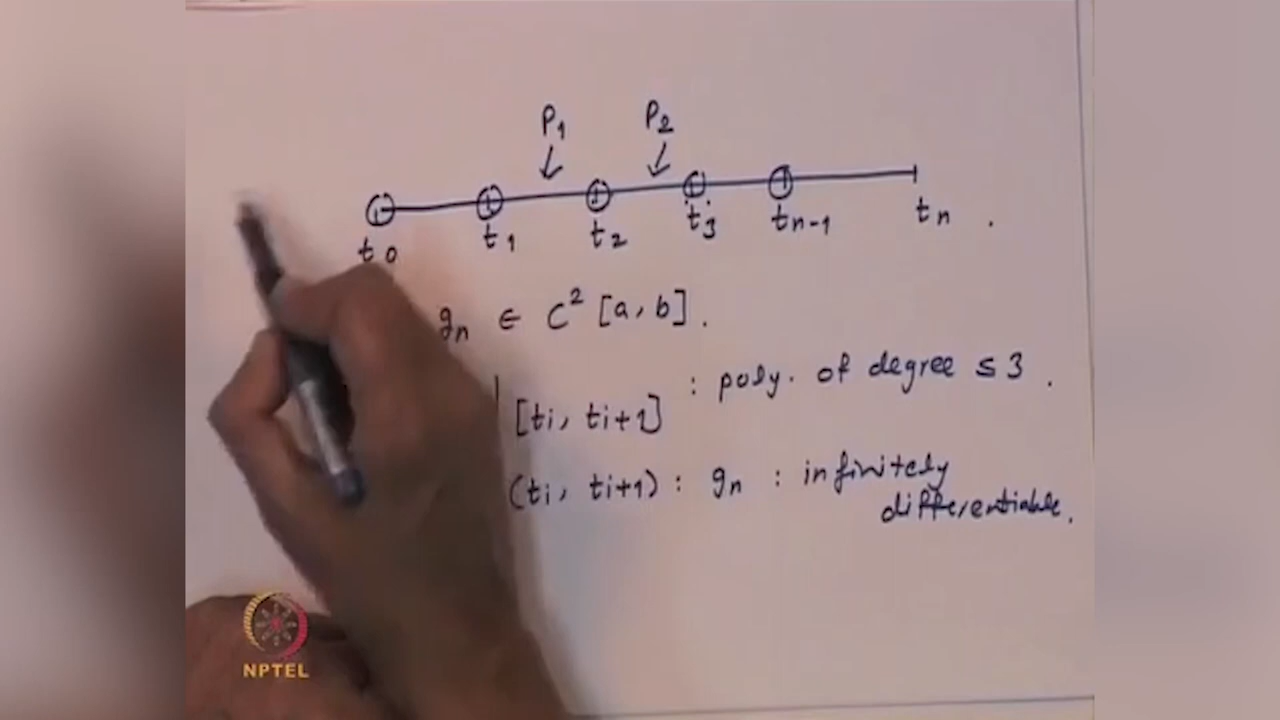 P1 P2
t0 t1 t2 t3 tn-1 tn .
gn ∈ C² [a, b] .
| [ti, ti+1] : poly. of degree ≤ 3 .
(ti, ti+1) : gn : infinitely
differentiable.
NPTEL